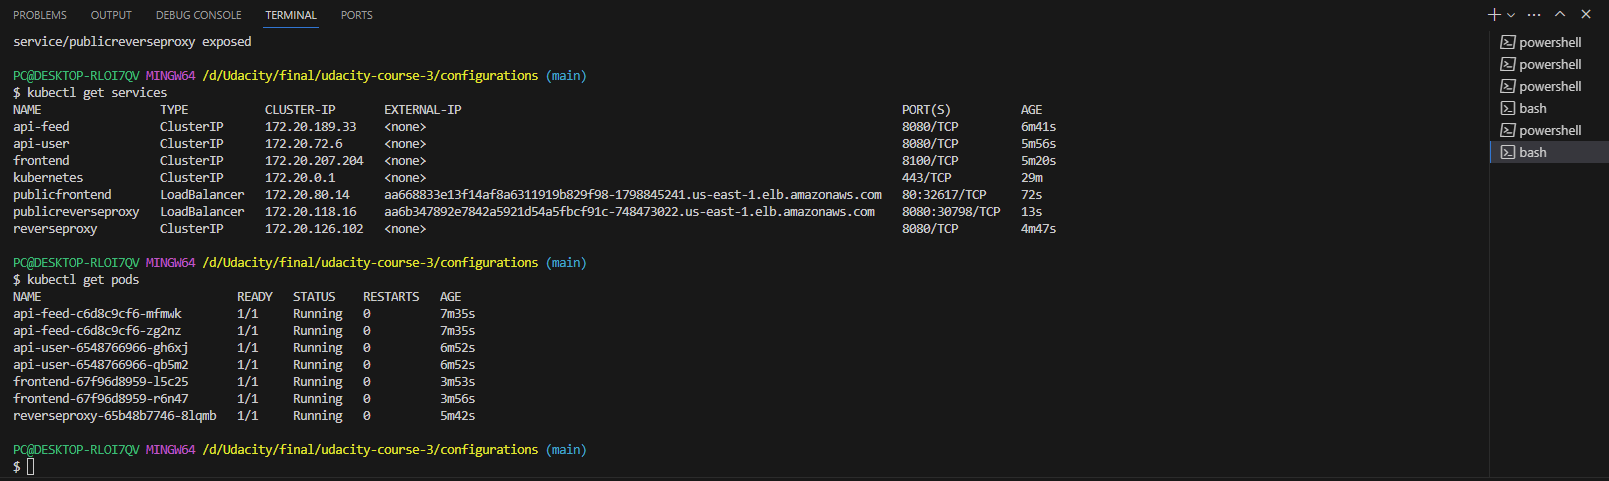 PROBLEMS OUTPUT DEBUG CONSOLE TERMINAL PORTS
service/publicreverseproxy exposed
PC@DESKTOP-RLOI7QV MINGW64 /d/Udacity/final/udacity-course-3/configurations (main)
$ kubectl get services
NAME TYPE CLUSTER-IP EXTERNAL-IP PORT(S) AGE
api-feed ClusterIP 172.20.189.33 <none> 8080/TCP 6m41s
api-user ClusterIP 172.20.72.6 <none> 8080/TCP 5m56s
frontend ClusterIP 172.20.207.204 <none> 8100/TCP 5m20s
kubernetes ClusterIP 172.20.0.1 <none> 443/TCP 29m
publicfrontend LoadBalancer 172.20.80.14 aa668833e13f14af8a6311919b829f98-1798845241.us-east-1.elb.amazonaws.com 80:32617/TCP 72s
publicreverseproxy LoadBalancer 172.20.118.16 aa6b347892e7842a5921d54a5fbcf91c-748473022.us-east-1.elb.amazonaws.com 8080:30798/TCP 13s
reverseproxy ClusterIP 172.20.126.102 <none> 8080/TCP 4m47s
PC@DESKTOP-RLOI7QV MINGW64 /d/Udacity/final/udacity-course-3/configurations (main)
$ kubectl get pods
NAME READY STATUS RESTARTS AGE
api-feed-c6d8c9cf6-mfmwk 1/1 Running 0 7m35s
api-feed-c6d8c9cf6-zg2nz 1/1 Running 0 7m35s
api-user-6548766966-gh6xj 1/1 Running 0 6m52s
api-user-6548766966-qb5m2 1/1 Running 0 6m52s
frontend-67f96d8959-l5c25 1/1 Running 0 3m53s
frontend-67f96d8959-r6n47 1/1 Running 0 3m56s
reverseproxy-65b48b7746-8lqmb 1/1 Running 0 5m42s
PC@DESKTOP-RLOI7QV MINGW64 /d/Udacity/final/udacity-course-3/configurations (main)
$
powershell
powershell
powershell
bash
powershell
bash